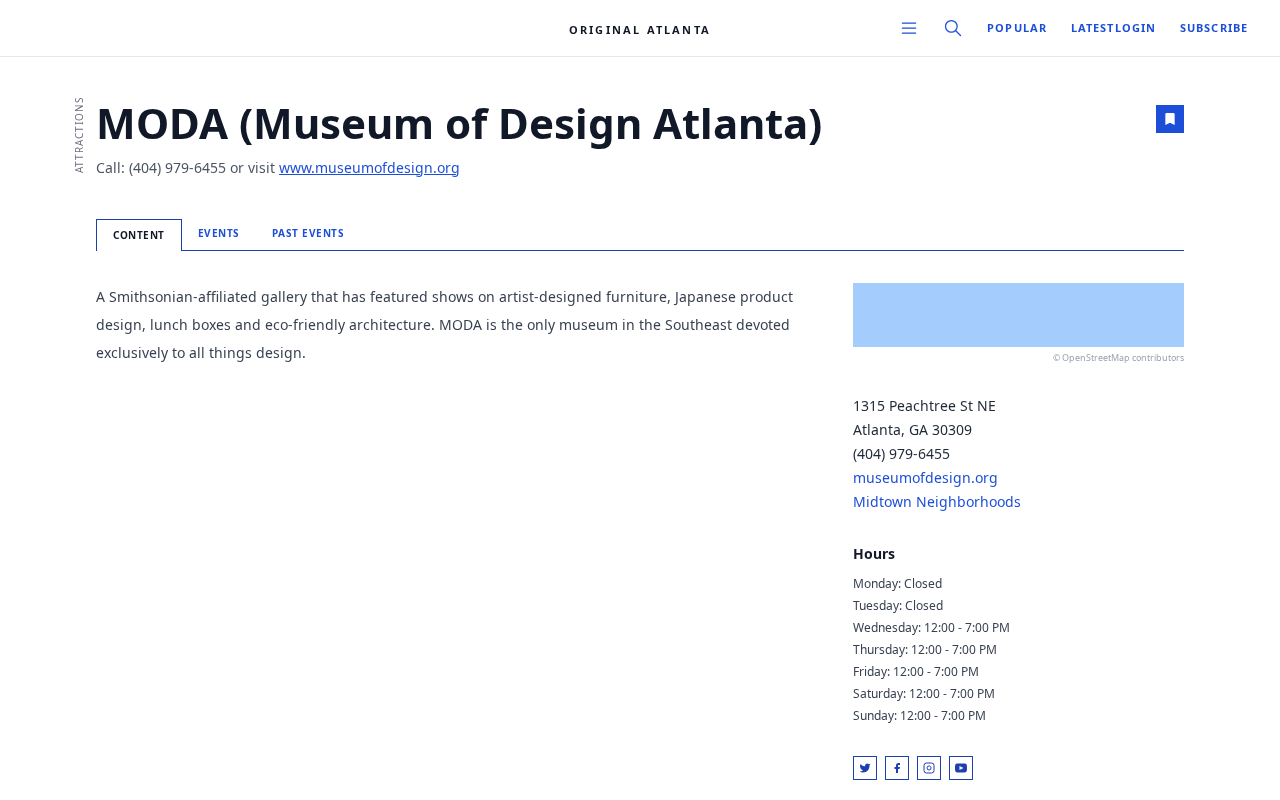 ORIGINAL ATLANTA
POPULAR
LATEST
LOGIN
SUBSCRIBE
ATTRACTIONS
MODA (Museum of Design Atlanta)
Call: (404) 979-6455 or visit www.museumofdesign.org
CONTENT
EVENTS
PAST EVENTS
A Smithsonian-affiliated gallery that has featured shows on artist-designed furniture, Japanese product
design, lunch boxes and eco-friendly architecture. MODA is the only museum in the Southeast devoted
exclusively to all things design.
© OpenStreetMap contributors
1315 Peachtree St NE
Atlanta, GA 30309
(404) 979-6455
museumofdesign.org
Midtown Neighborhoods
Hours
Monday: Closed
Tuesday: Closed
Wednesday: 12:00 - 7:00 PM
Thursday: 12:00 - 7:00 PM
Friday: 12:00 - 7:00 PM
Saturday: 12:00 - 7:00 PM
Sunday: 12:00 - 7:00 PM